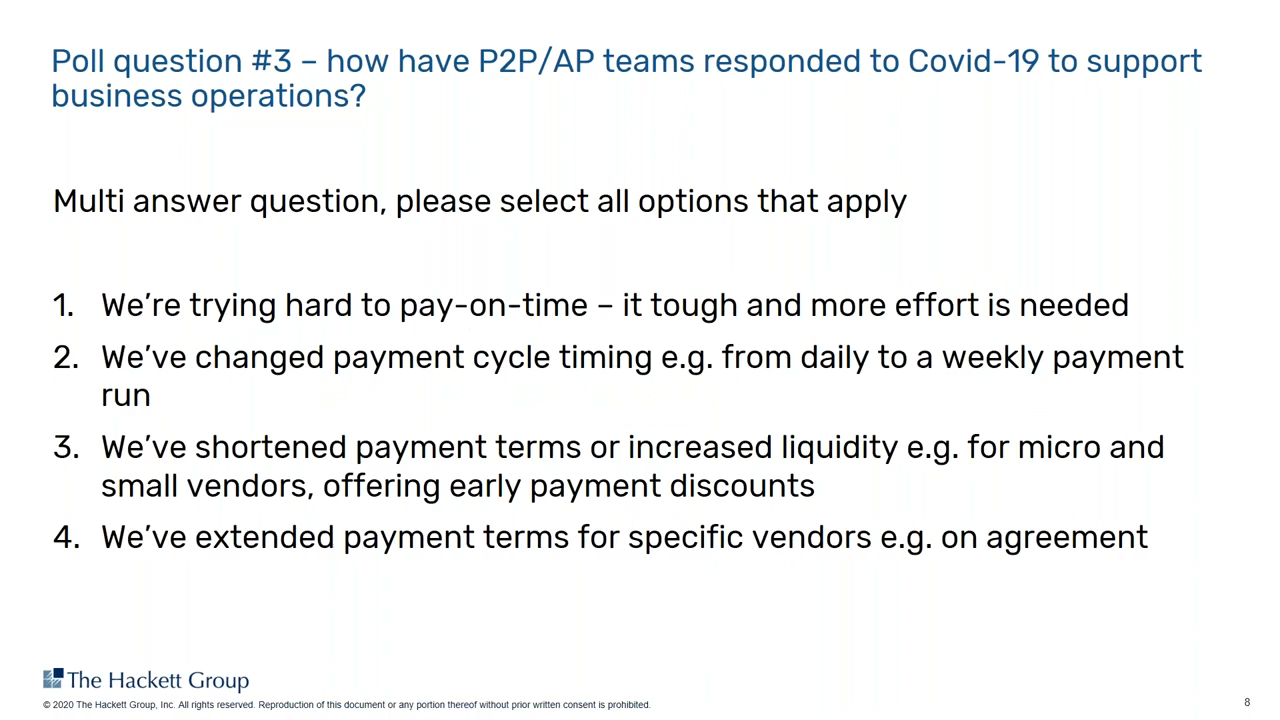 Poll question #3 – how have P2P/AP teams responded to Covid-19 to support
business operations?
Multi answer question, please select all options that apply
1. We’re trying hard to pay-on-time – it tough and more effort is needed
2. We’ve changed payment cycle timing e.g. from daily to a weekly payment
run
3. We’ve shortened payment terms or increased liquidity e.g. for micro and
small vendors, offering early payment discounts
4. We’ve extended payment terms for specific vendors e.g. on agreement
The Hackett Group
© 2020 The Hackett Group, Inc. All rights reserved. Reproduction of this document or any portion thereof without prior written consent is prohibited.
8